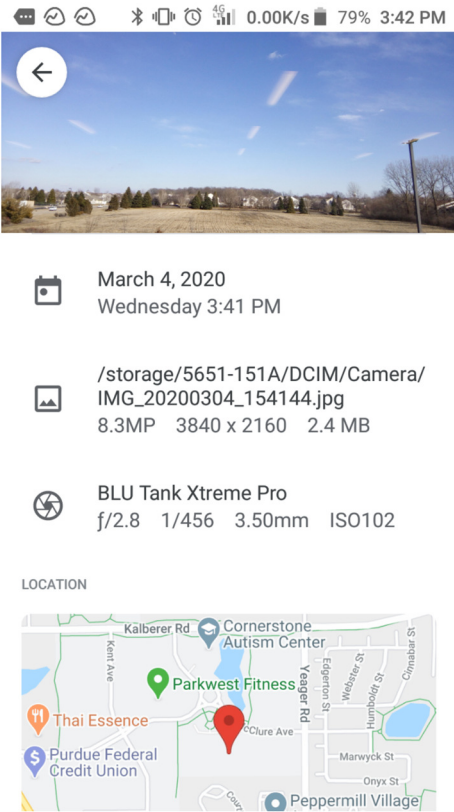 4G
LTE
0.00K/s
79%
3:42 PM
March 4, 2020
Wednesday 3:41 PM
/storage/5651-151A/DCIM/Camera/
IMG_20200304_154144.jpg
8.3MP 3840 x 2160 2.4 MB
BLU Tank Xtreme Pro
ƒ/2.8 1/456 3.50mm ISO102
LOCATION
Kalberer Rd
Cornerstone
Autism Center
Kent Ave
Parkwest Fitness
Yeager Rd
Edgerton St
Webster St
Humboldt St
Cinnabar St
Thai Essence
cClure Ave
Purdue Federal
Credit Union
Marwyck St
Onyx St
Peppermill Village